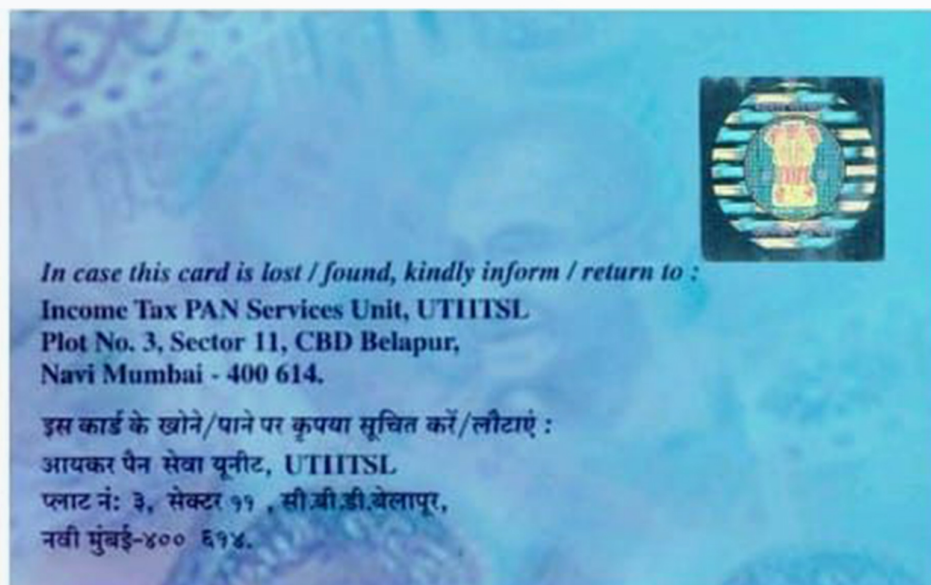 In case this card is lost / found, kindly inform / return to :
Income Tax PAN Services Unit, UTIITSL
Plot No. 3, Sector 11, CBD Belapur,
Navi Mumbai - 400 614.
इस कार्ड के खोने/पाने पर कृपया सूचित करें/लौटाएं :
आयकर पैन सेवा यूनीट, UTIITSL
प्लाट नं: ३, सेक्टर ११ , सी.बी.डी.बेलापूर,
नवी मुंबई-४०० ६१४.